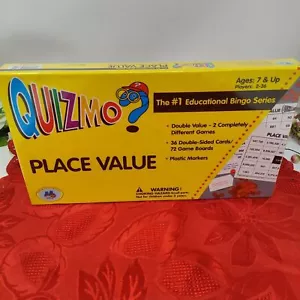 Ages: 7 & Up
Players: 2-36
QUIZMO
The #1 Educational Bingo Series
PLACE VALUE
• Double Value - 2 Completely
Different Games
• 36 Double-Sided Cards/
72 Game Boards
• Plastic Markers
WARNING: